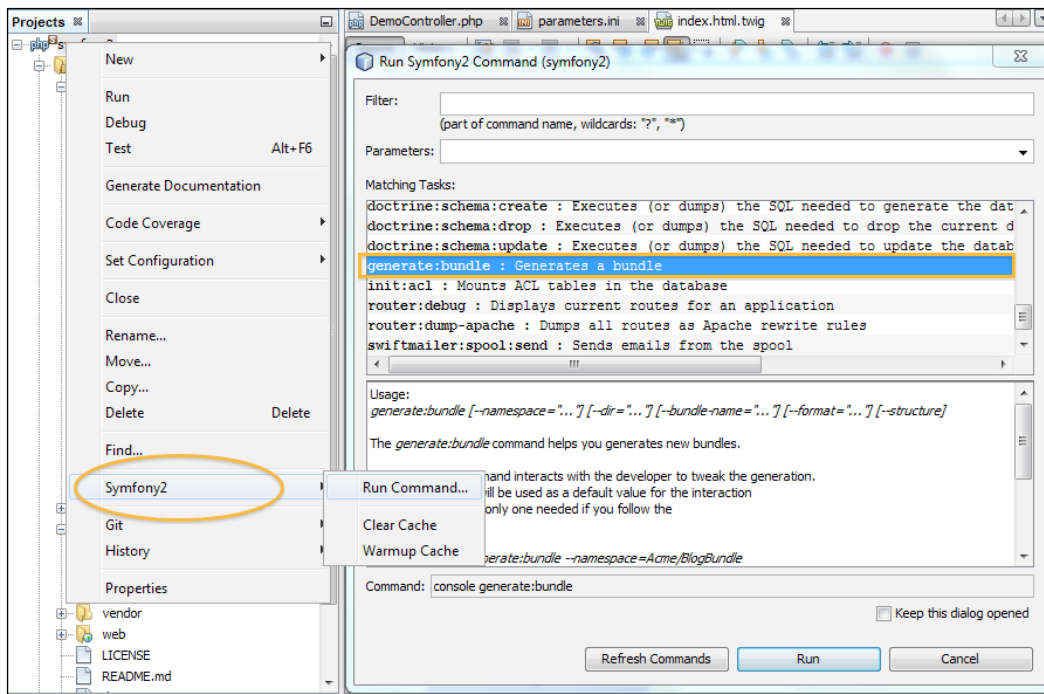 Projects
DemoController.php
parameters.ini
index.html.twig
php
New
Run
Debug
Test Alt+F6
Generate Documentation
Code Coverage
Set Configuration
Close
Rename...
Move...
Copy...
Delete Delete
Find...
Symfony2
Git
History
Properties
Run Command...
Clear Cache
Warmup Cache
vendor
web
LICENSE
README.md
Run Symfony2 Command (symfony2)
Filter:
(part of command name, wildcards: "?", "*")
Parameters:
Matching Tasks:
doctrine:schema:create : Executes (or dumps) the SQL needed to generate the dat
doctrine:schema:drop : Executes (or dumps) the SQL needed to drop the current d
doctrine:schema:update : Executes (or dumps) the SQL needed to update the datab
generate:bundle : Generates a bundle
init:acl : Mounts ACL tables in the database
router:debug : Displays current routes for an application
router:dump-apache : Dumps all routes as Apache rewrite rules
swiftmailer:spool:send : Sends emails from the spool
Usage:
generate:bundle [--namespace="..."] [--dir="..."] [--bundle-name="..."] [--format="..."] [--structure]
The generate:bundle command helps you generates new bundles.
mand interacts with the developer to tweak the generation.
ill be used as a default value for the interaction
only one needed if you follow the
nerate:bundle --namespace=Acme/BlogBundle
Command: console generate:bundle
Keep this dialog opened
Refresh Commands
Run
Cancel